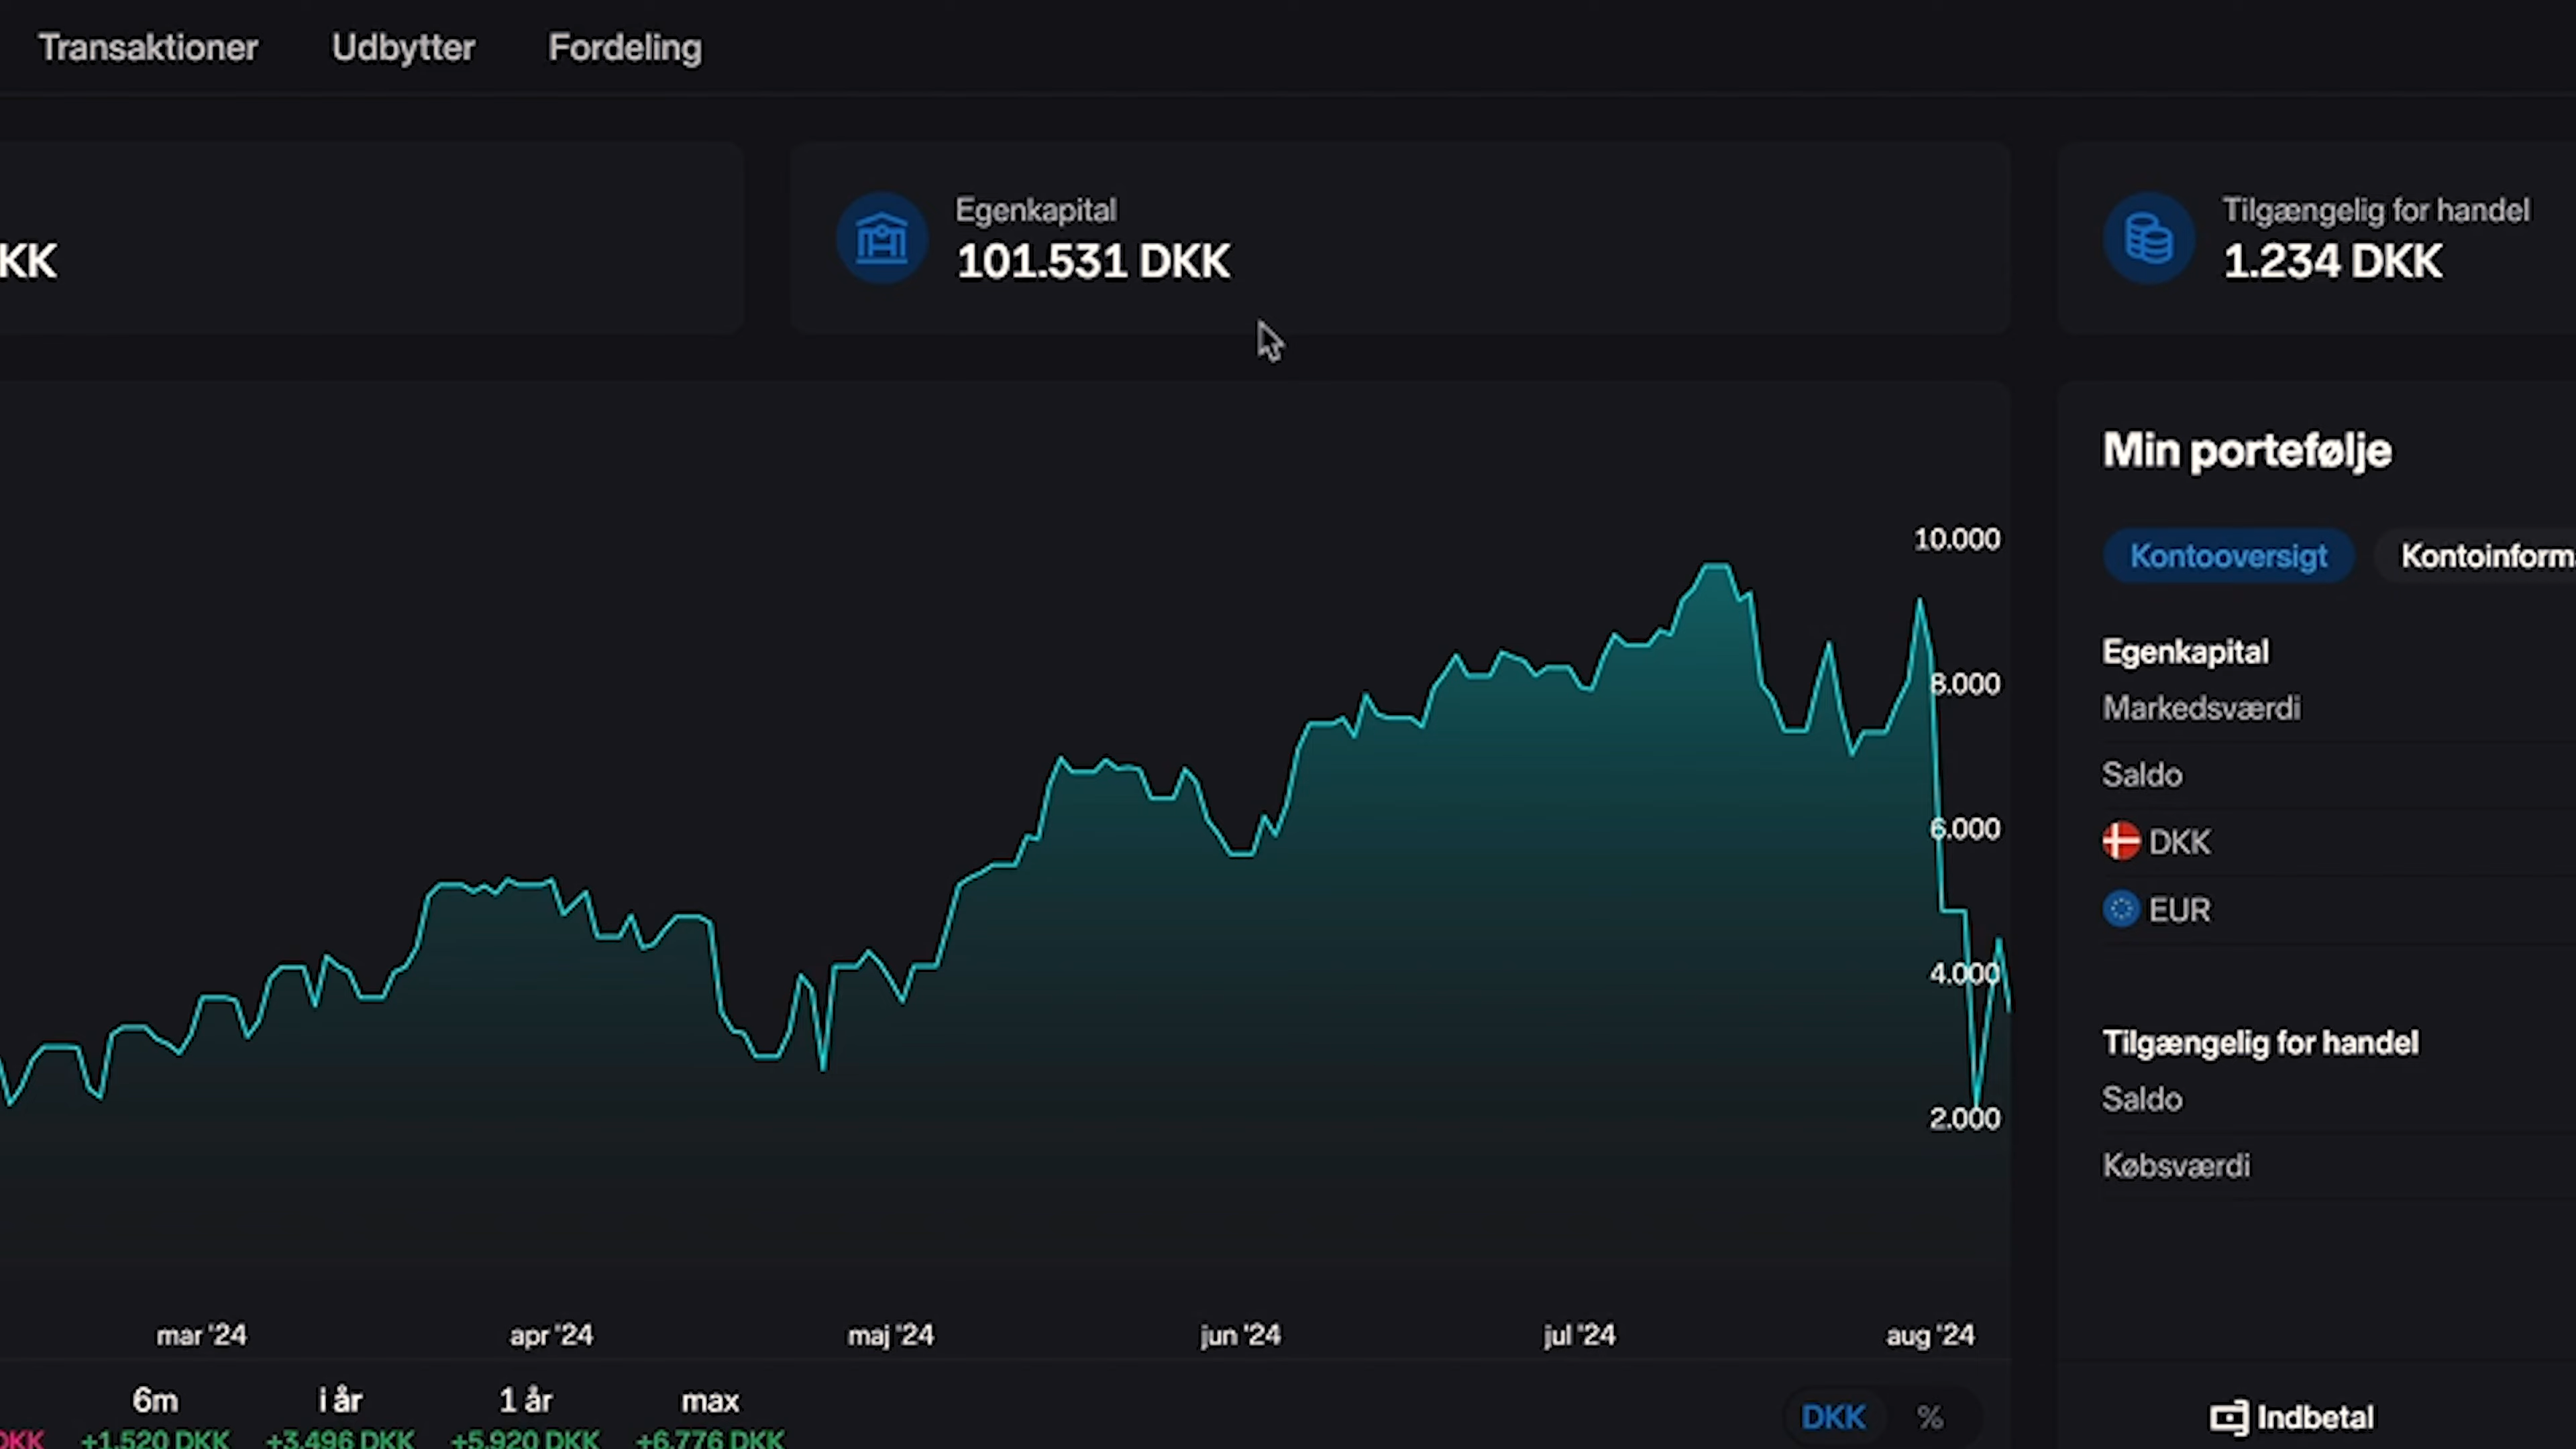 Transaktioner Udbytter Fordeling
KK
Egenkapital
101.531 DKK
Tilgængelig for handel
1.234 DKK
10.000
8.000
6.000
4.000
2.000
mar '24 apr '24 maj '24 jun '24 jul '24 aug '24
6m i år 1 år max
DKK +1.520 DKK +3.496 DKK +5.920 DKK +6.776 DKK
DKK %
Min portefølje
Kontooversigt Kontoinform
Egenkapital
Markedsværdi
Saldo
DKK
EUR
Tilgængelig for handel
Saldo
Købsværdi
Indbetal